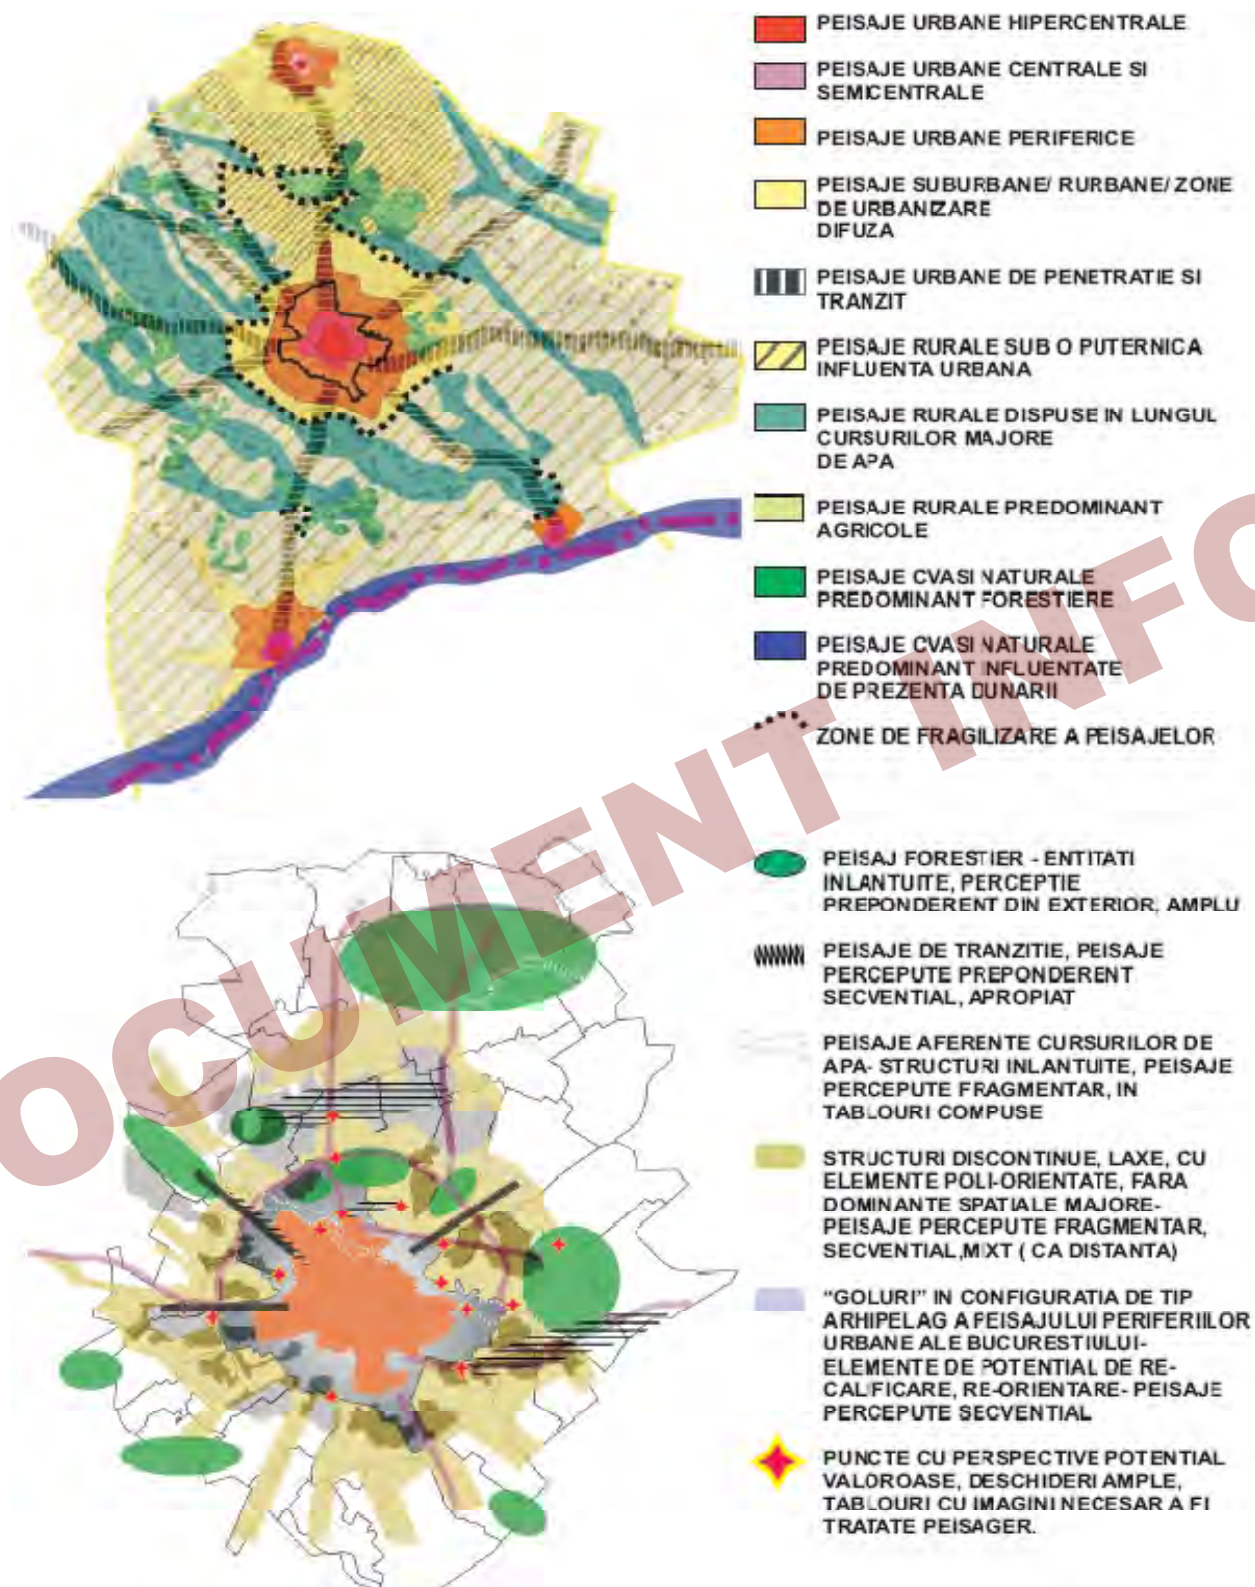 PEISAJE URBANE HIPERCENTRALE
PEISAJE URBANE CENTRALE SI
SEMICENTRALE
PEISAJE URBANE PERIFERICE
PEISAJE SUBURBANE/ RURBANE/ ZONE
DE URBANIZARE
DIFUZA
PEISAJE URBANE DE PENETRATIE SI
TRANZIT
PEISAJE RURALE SUB O PUTERNICA
INFLUENTA URBANA
PEISAJE RURALE DISPUSE IN LUNGUL
CURSURILOR MAJORE
DE APA
PEISAJE RURALE PREDOMINANT
AGRICOLE
PEISAJE CVASI NATURALE
PREDOMINANT FORESTIERE
PEISAJE CVASI NATURALE
PREDOMINANT INFLUENTATE
DE PREZENTA DUNARII
ZONE DE FRAGILIZARE A PEISAJELOR
PEISAJ FORESTIER - ENTITATI
INLANTUITE, PERCEPTIE
PREPONDERENT DIN EXTERIOR, AMPLU
PEISAJE DE TRANZITIE, PEISAJE
PERCEPUTE PREPONDERENT
SECVENTIAL, APROPIAT
PEISAJE AFERENTE CURSURILOR DE
APA- STRUCTURI INLANTUITE, PEISAJE
PERCEPUTE FRAGMENTAR, IN
TABLOURI COMPUSE
STRUCTURI DISCONTINUE, LAXE, CU
ELEMENTE POLI-ORIENTATE, FARA
DOMINANTE SPATIALE MAJORE-
PEISAJE PERCEPUTE FRAGMENTAR,
SECVENTIAL,MIXT ( CA DISTANTA)
“GOLURI” IN CONFIGURATIA DE TIP
ARHIPELAG A PEISAJULUI PERIFERIILOR
URBANE ALE BUCURESTIULUI-
ELEMENTE DE POTENTIAL DE RE-
CALIFICARE, RE-ORIENTARE- PEISAJE
PERCEPUTE SECVENTIAL
PUNCTE CU PERSPECTIVE POTENTIAL
VALOROASE, DESCHIDERI AMPLE,
TABLOURI CU IMAGINI NECESAR A FI
TRATATE PEISAGER.
OCUMENT INFO